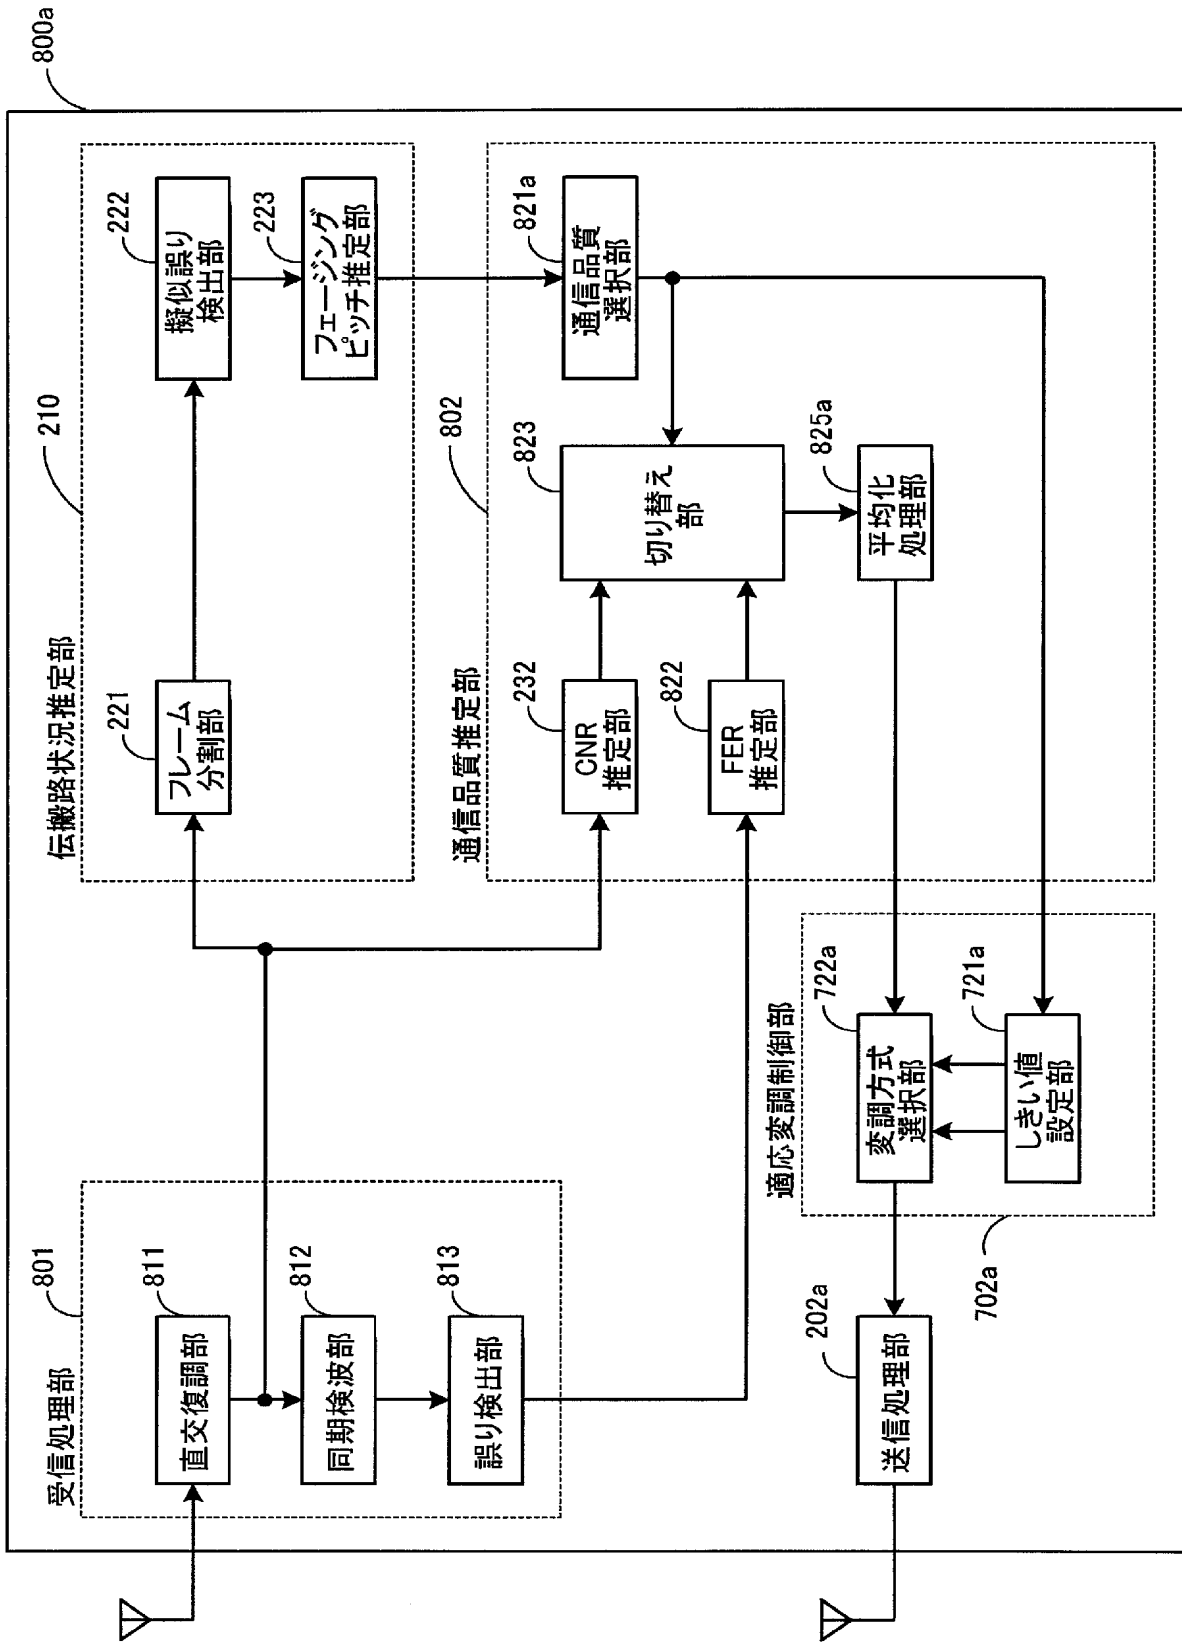 800a
受信処理部
801
直交復調部
811
同期検波部
812
誤り検出部
813
伝搬路状況推定部
210
フレーム
分割部
221
擬似誤り
検出部
222
フェージング
ピッチ推定部
223
通信品質推定部
802
CNR
推定部
232
FER
推定部
822
切り替え
部
823
通信品質
選択部
821a
平均化
処理部
825a
適応変調制御部
702a
変調方式
選択部
722a
しきい値
設定部
721a
送信処理部
202a